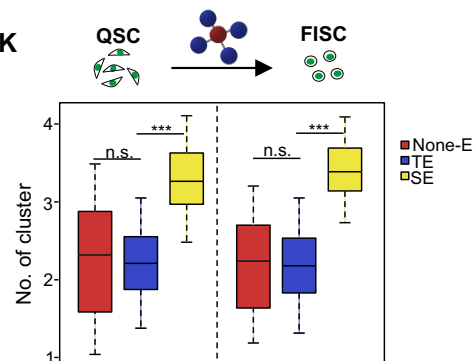 K
QSC
FISC
No. of cluster
4
3
2
1
n.s.
***
n.s.
***
None-E
TE
SE